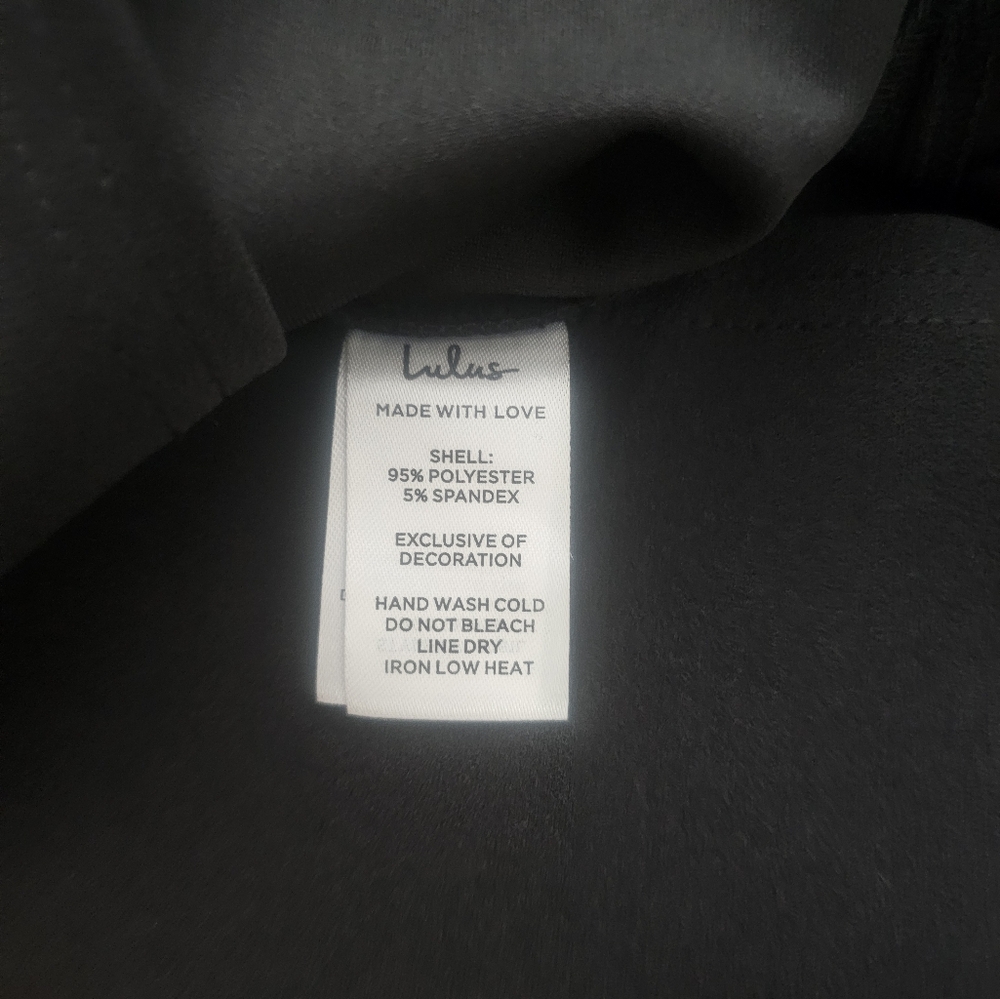 Lulus
MADE WITH LOVE
SHELL:
95% POLYESTER
5% SPANDEX
EXCLUSIVE OF
DECORATION
HAND WASH COLD
DO NOT BLEACH
LINE DRY
IRON LOW HEAT